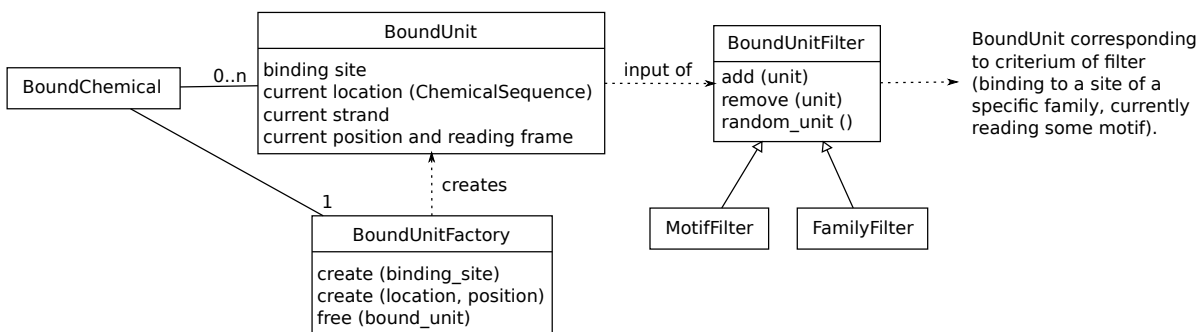 BoundChemical
0..n
1
BoundUnit
binding site
current location (ChemicalSequence)
current strand
current position and reading frame
creates
BoundUnitFactory
create (binding_site)
create (location, position)
free (bound_unit)
input of
BoundUnitFilter
add (unit)
remove (unit)
random_unit ()
MotifFilter
FamilyFilter
BoundUnit corresponding
to criterium of filter
(binding to a site of a
specific family, currently
reading some motif).